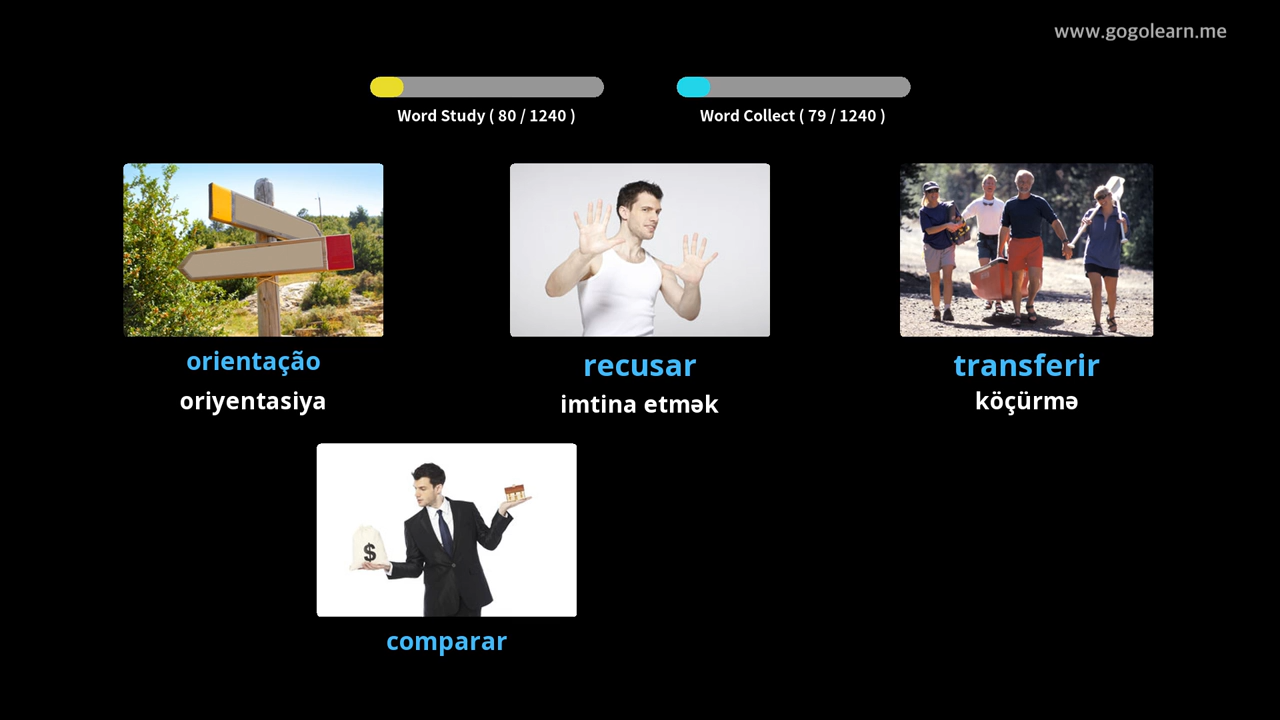 www.gogolearn.me
Word Study ( 80 / 1240 )
Word Collect ( 79 / 1240 )
orientação
recusar
transferir
oriyentasiya
imtina etmək
köçürmə
$
comparar